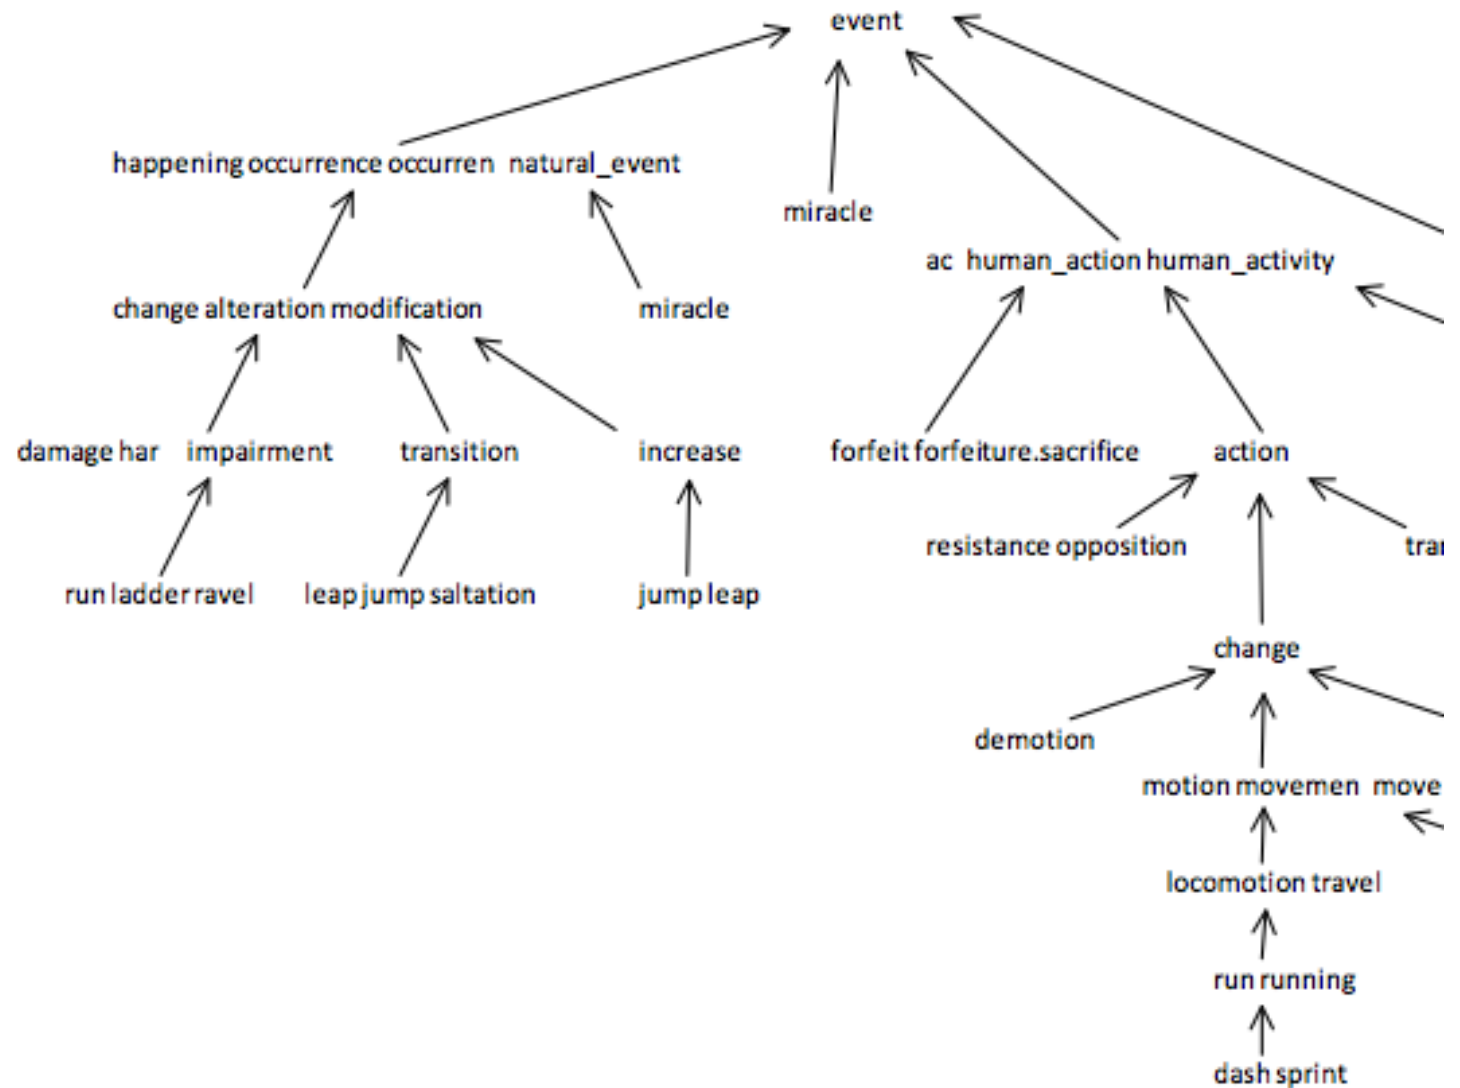 event
happening occurrence occurren natural_event
miracle
ac human_action human_activity
change alteration modification
miracle
damage har impairment
transition
increase
forfeit forfeiture.sacrifice
action
resistance opposition
tran
run ladder ravel
leap jump saltation
jump leap
change
demotion
motion movemen move
locomotion travel
run running
dash sprint